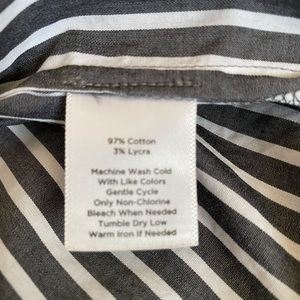 97% Cotton
3% Lycra
Machine Wash Cold
With Like Colors
Gentle Cycle
Only Non-Chlorine
Bleach When Needed
Tumble Dry Low
Warm Iron If Needed